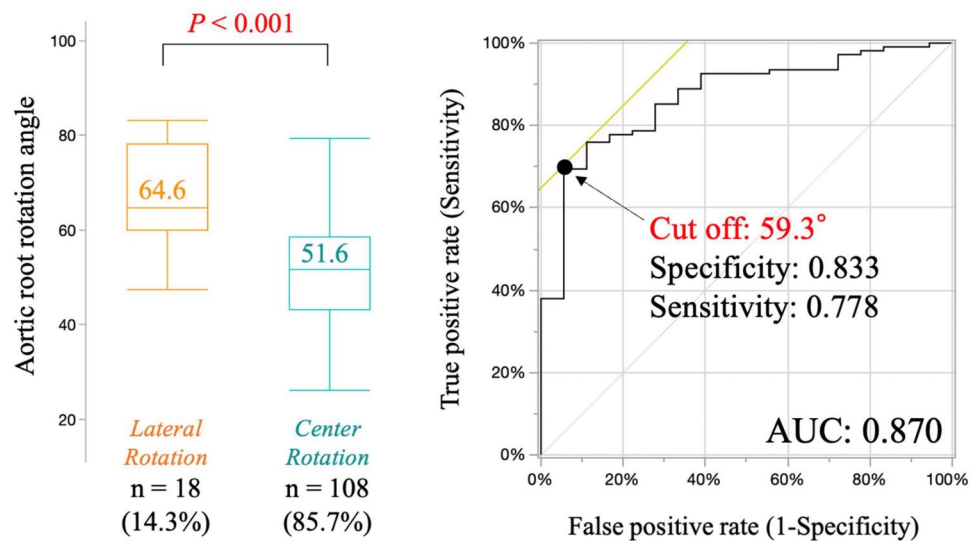 P < 0.001
Aortic root rotation angle
100
80
60
40
20
64.6
51.6
Lateral
Rotation
n = 18
(14.3%)
Center
Rotation
n = 108
(85.7%)
True positive rate (Sensitivity)
100%
80%
60%
40%
20%
0%
Cut off: 59.3°
Specificity: 0.833
Sensitivity: 0.778
AUC: 0.870
0%
20%
40%
60%
80%
100%
False positive rate (1-Specificity)